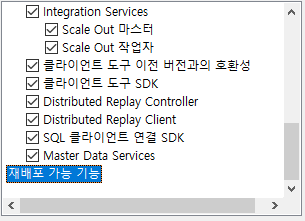 Integration Services
Scale Out 마스터
Scale Out 작업자
클라이언트 도구 이전 버전과의 호환성
클라이언트 도구 SDK
Distributed Replay Controller
Distributed Replay Client
SQL 클라이언트 연결 SDK
Master Data Services
재배포 가능 기능